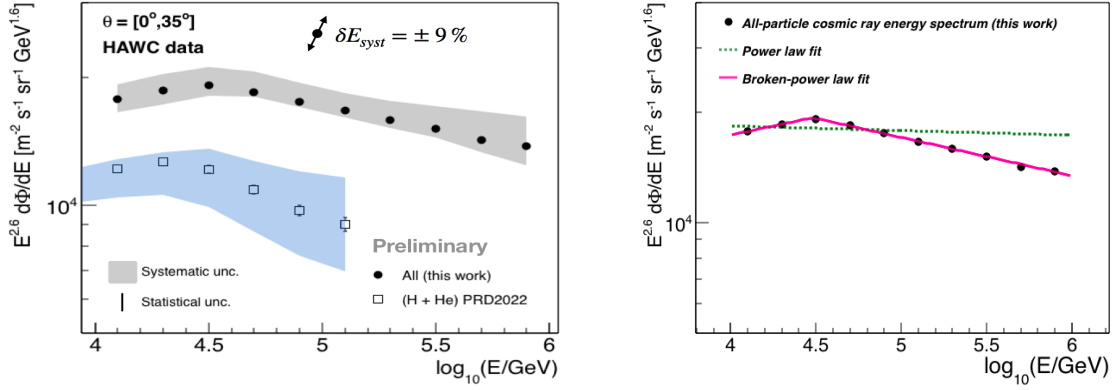 θ = [0°,35°]
HAWC data
δE_syst = ± 9 %
E^2.6 dΦ/dE [m^-2 s^-1 sr^1 GeV^1.6]
10^4
Preliminary
Systematic unc.
Statistical unc.
All (this work)
(H + He) PRD2022
4 4.5 5 5.5 6
log_10(E/GeV)
All-particle cosmic ray energy spectrum (this work)
Power law fit
Broken-power law fit
E^2.6 dΦ/dE [m^-2 s^-1 sr^1 GeV^1.6]
10^4
4 4.5 5 5.5 6
log_10(E/GeV)